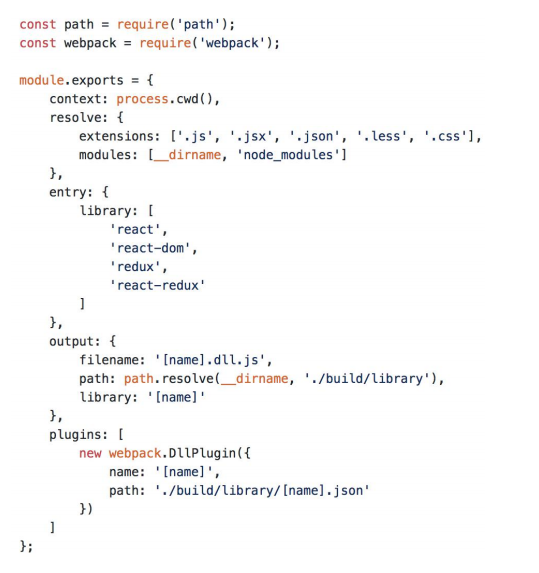 const path = require('path');
const webpack = require('webpack');

module.exports = {
    context: process.cwd(),
    resolve: {
        extensions: ['.js', '.jsx', '.json', '.less', '.css'],
        modules: [__dirname, 'node_modules']
    },
    entry: {
        library: [
            'react',
            'react-dom',
            'redux',
            'react-redux'
        ]
    },
    output: {
        filename: '[name].dll.js',
        path: path.resolve(__dirname, './build/library'),
        library: '[name]'
    },
    plugins: [
        new webpack.DllPlugin({
            name: '[name]',
            path: './build/library/[name].json'
        })
    ]
};